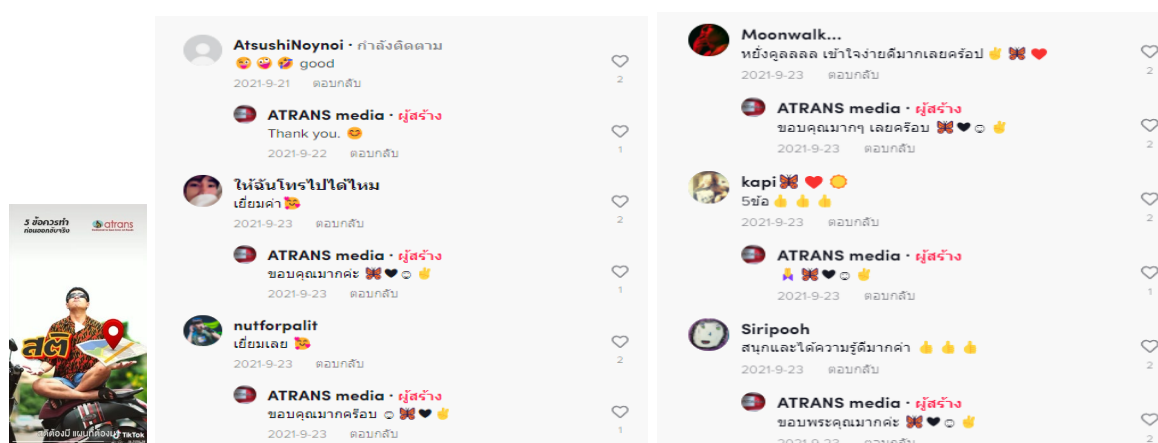 5 ข้อควรทำ
ก่อนออกขับขี่จริง
atrans
สติ
TikTok
AtsushiNoynoi · กำลังติดตาม
good
2021-9-21 ตอบกลับ
2
ATRANS media · ผู้สร้าง
Thank you. 😊
2021-9-22 ตอบกลับ
1
ให้ฉันโทรไปได้ไหม
เยี่ยมค่า 🥰
2021-9-23 ตอบกลับ
2
ATRANS media · ผู้สร้าง
ขอบคุณมากค่ะ 🦋🖤☺✌
2021-9-23 ตอบกลับ
1
nutforpalit
เยี่ยมเลย 🥰
2021-9-23 ตอบกลับ
2
ATRANS media · ผู้สร้าง
ขอบคุณมากครือบ ☺🦋🖤✌
2021-9-23 ตอบกลับ
1
Moonwalk...
หยั่งคูลลลล เข้าใจง่ายดีมากเลยคร้อป ✌🦋❤
2021-9-23 ตอบกลับ
2
ATRANS media · ผู้สร้าง
ขอบคุณมากๆ เลยครือบ 🦋🖤☺✌
2021-9-23 ตอบกลับ
2
kapi🦋❤🌞
5ข้อ 👍👍👍
2021-9-23 ตอบกลับ
2
ATRANS media · ผู้สร้าง
🦋🖤☺✌
2021-9-23 ตอบกลับ
1
Siripooh
สนุกและได้ความรู้ดีมากค่า 👍👍👍
2021-9-23 ตอบกลับ
2
ATRANS media · ผู้สร้าง
ขอบพระคุณมากค่ะ 🦋🖤☺✌
2021-9-23 ตอบกลับ
2